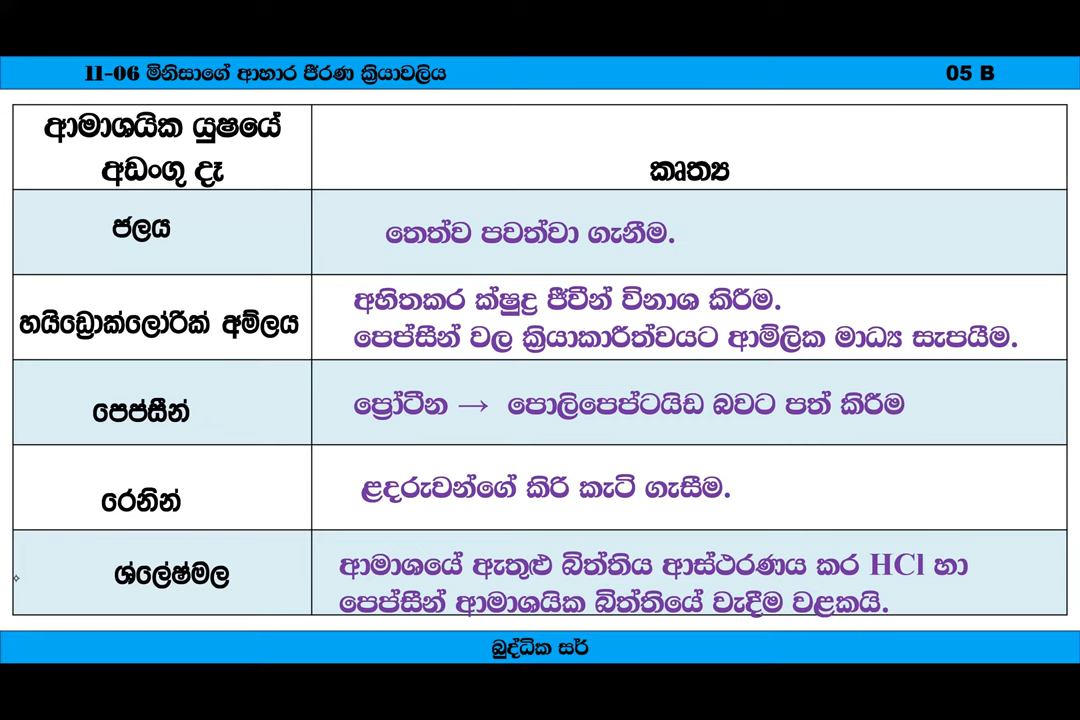 11-06 මිනිසාගේ ආහාර ජීරණ ක්‍රියාවලිය 05 B
ආමාශයික යුෂයේ
අඩංගු දෑ
කෘත්‍ය
ජලය
තෙත්ව පවත්වා ගැනීම.
හයිඩ්‍රොක්ලෝරික් අම්ලය
අහිතකර ක්ෂුද්‍ර ජීවීන් විනාශ කිරීම.
පෙප්සීන් වල ක්‍රියාකාරීත්වයට ආම්ලික මාධ්‍ය සැපයීම.
පෙප්සීන්
ප්‍රෝටීන → පොලිපෙප්ටයිඩ බවට පත් කිරීම
රෙනින්
ළදරුවන්ගේ කිරි කැටි ගැසීම.
ශ්ලේෂ්මල
ආමාශයේ ඇතුළු බිත්තිය ආස්ථරණය කර HCl හා
පෙප්සීන් ආමාශයික බිත්තියේ වැදීම වළකයි.
බුද්ධික සර්